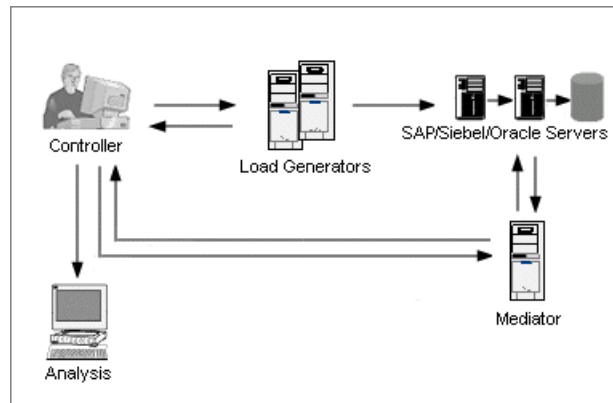 Controller
Load Generators
SAP/Siebel/Oracle Servers
Mediator
Analysis